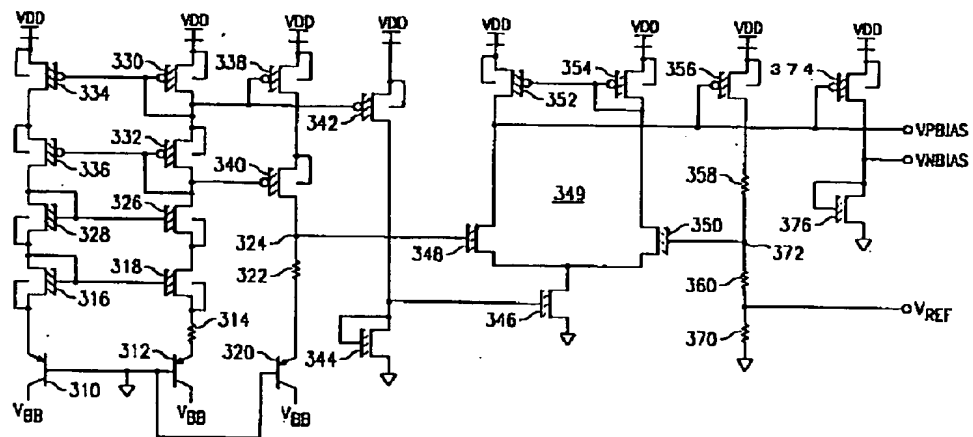 VDD VDD VDD VDD VDD VDD VDD VDD
330 338 354 356 374
334 342 352
332 340
336 VPBIAS
358 VNBIAS
326 349
328 324 348 350 372 376
318 322 360
316
314 346 VREF
312 320 344 370
310
VBB VBB VBB